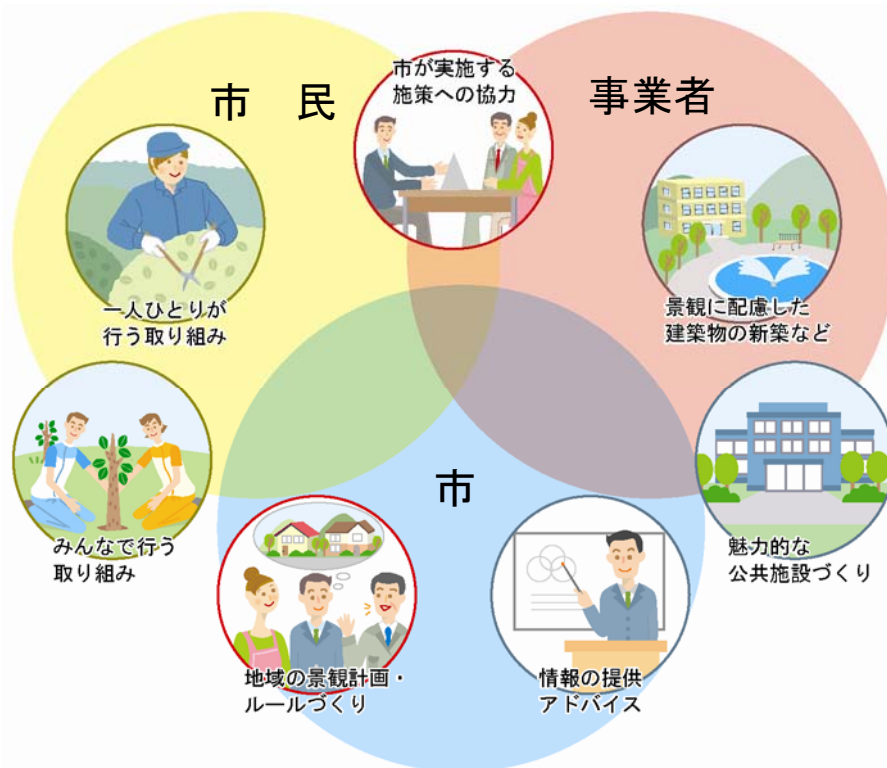 市　民
市が実施する
施策への協力
事業者
一人ひとりが
行う取り組み
景観に配慮した
建築物の新築など
市
みんなで行う
取り組み
魅力的な
公共施設づくり
地域の景観計画・
ルールづくり
情報の提供
アドバイス